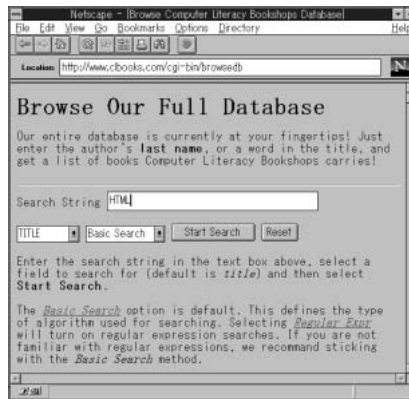 Netscape - [Browse Computer Literacy Bookshops Database]
File Edit View Go Bookmarks Options Directory Help
Location: http://www.clbooks.com/cgi-bin/browsedb N
Browse Our Full Database
Our entire database is currently at your fingertips! Just
enter the author's last name, or a word in the title, and
get a list of books Computer Literacy Bookshops carries!
Search String HTML
TITLE Basic Search Start Search Reset
Enter the search string in the text box above, select a
field to search for (default is title) and then select
Start Search.
The Basic Search option is default. This defines the type
of algorithm used for searching. Selecting Regular Expr
will turn on regular expression searches. If you are not
familiar with regular expressions, we recommand sticking
with the Basic Search method.